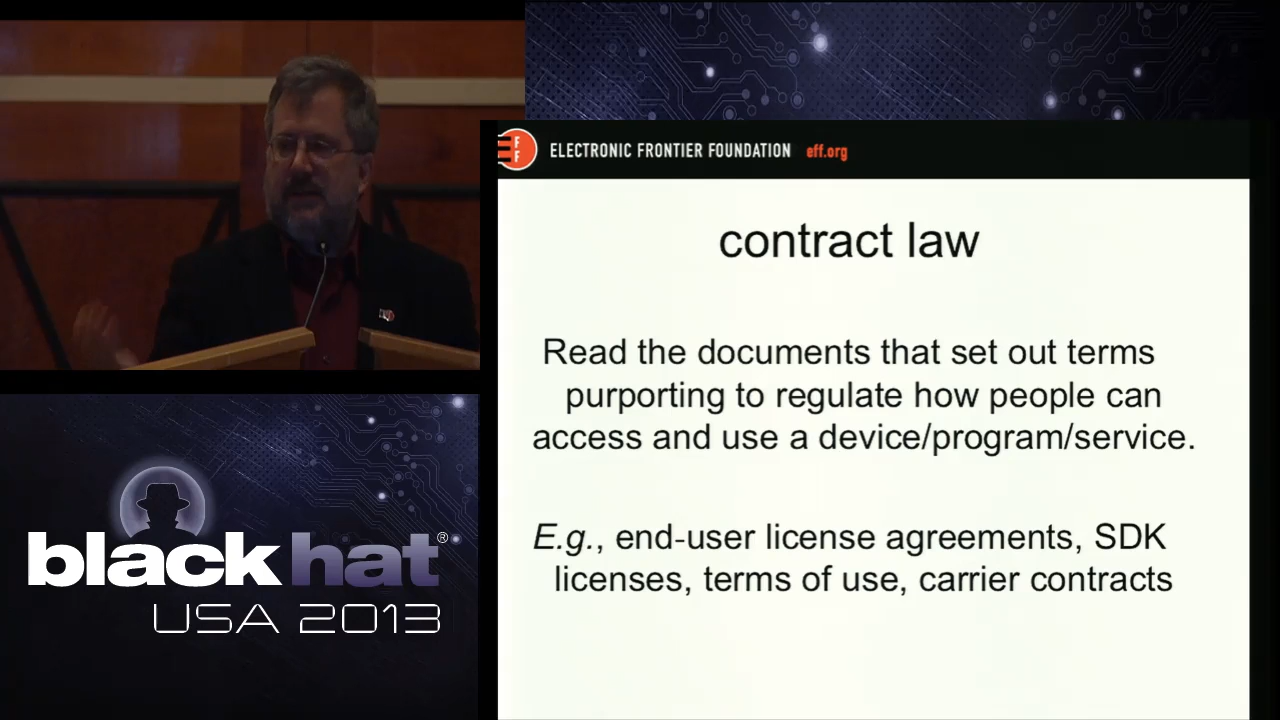 EFF ELECTRONIC FRONTIER FOUNDATION eff.org
contract law
Read the documents that set out terms
purporting to regulate how people can
access and use a device/program/service.
E.g., end-user license agreements, SDK
licenses, terms of use, carrier contracts
blackhat®
USA 2013